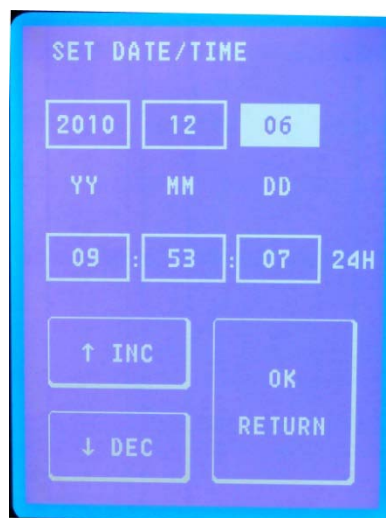 SET DATE/TIME
2010 12 06
YY MM DD
09 : 53 : 07 24H
↑ INC
↓ DEC
OK
RETURN